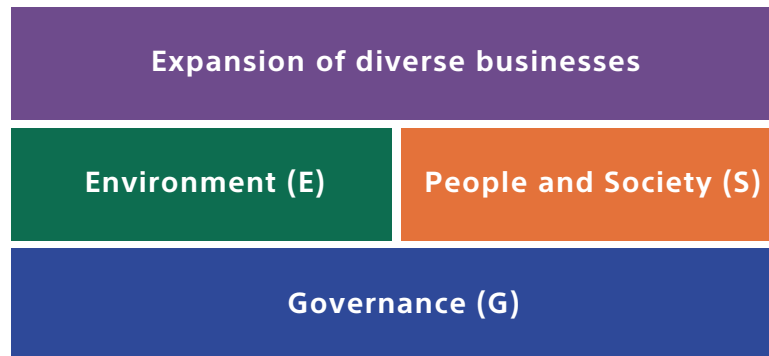 Expansion of diverse businesses
Environment (E)
People and Society (S)
Governance (G)